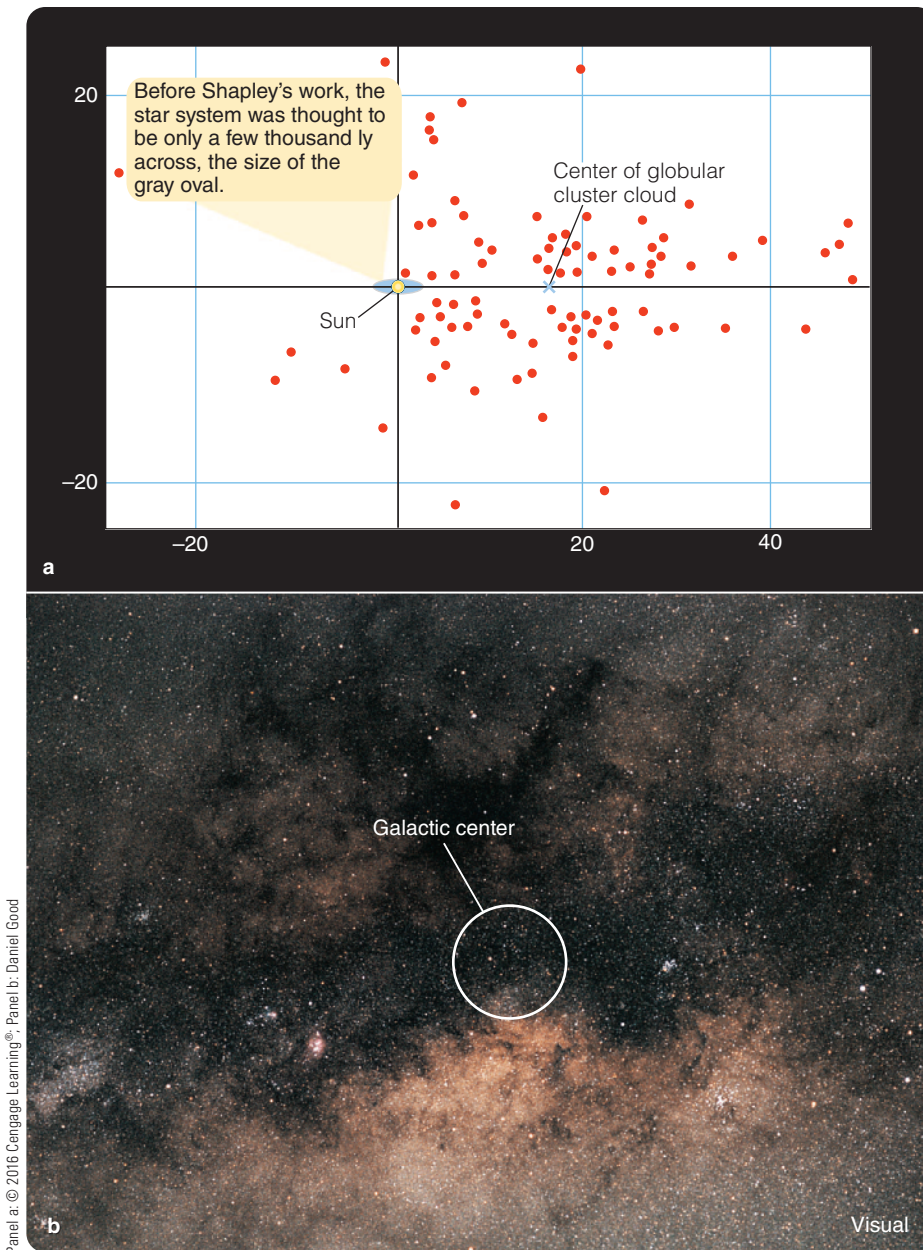 20
Before Shapley’s work, the
star system was thought to
be only a few thousand ly
across, the size of the
gray oval.
Center of globular
cluster cloud
Sun
–20
–20
20
40
a
Galactic center
b
Visual
Panel a: © 2016 Cengage Learning®; Panel b: Daniel Good